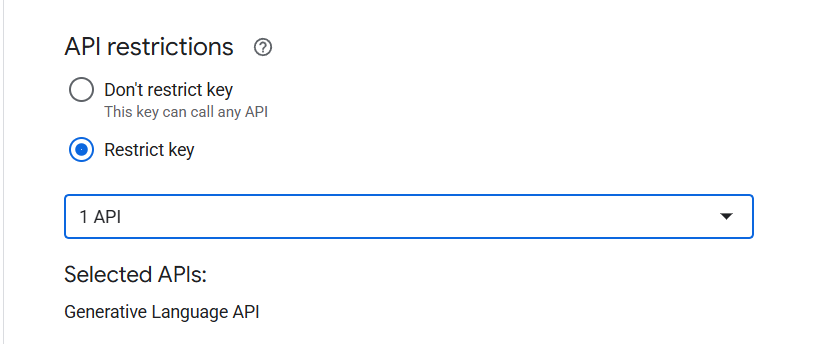 API restrictions
Don't restrict key
This key can call any API
Restrict key
1 API
Selected APIs:
Generative Language API